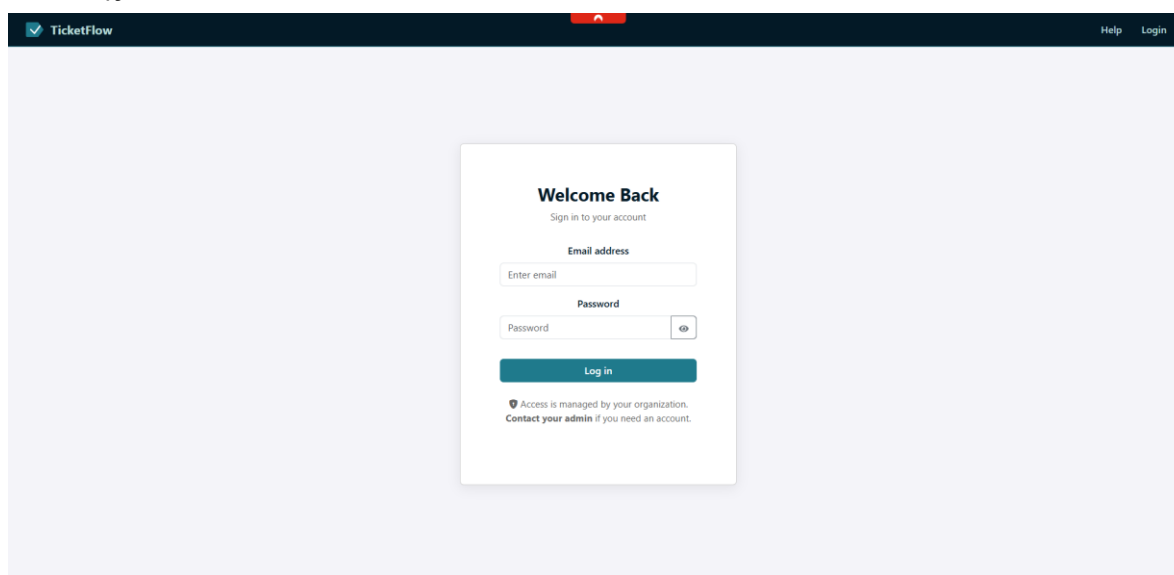 TicketFlow
Help
Login
Welcome Back
Sign in to your account
Email address
Enter email
Password
Password
Log in
Access is managed by your organization.
Contact your admin if you need an account.